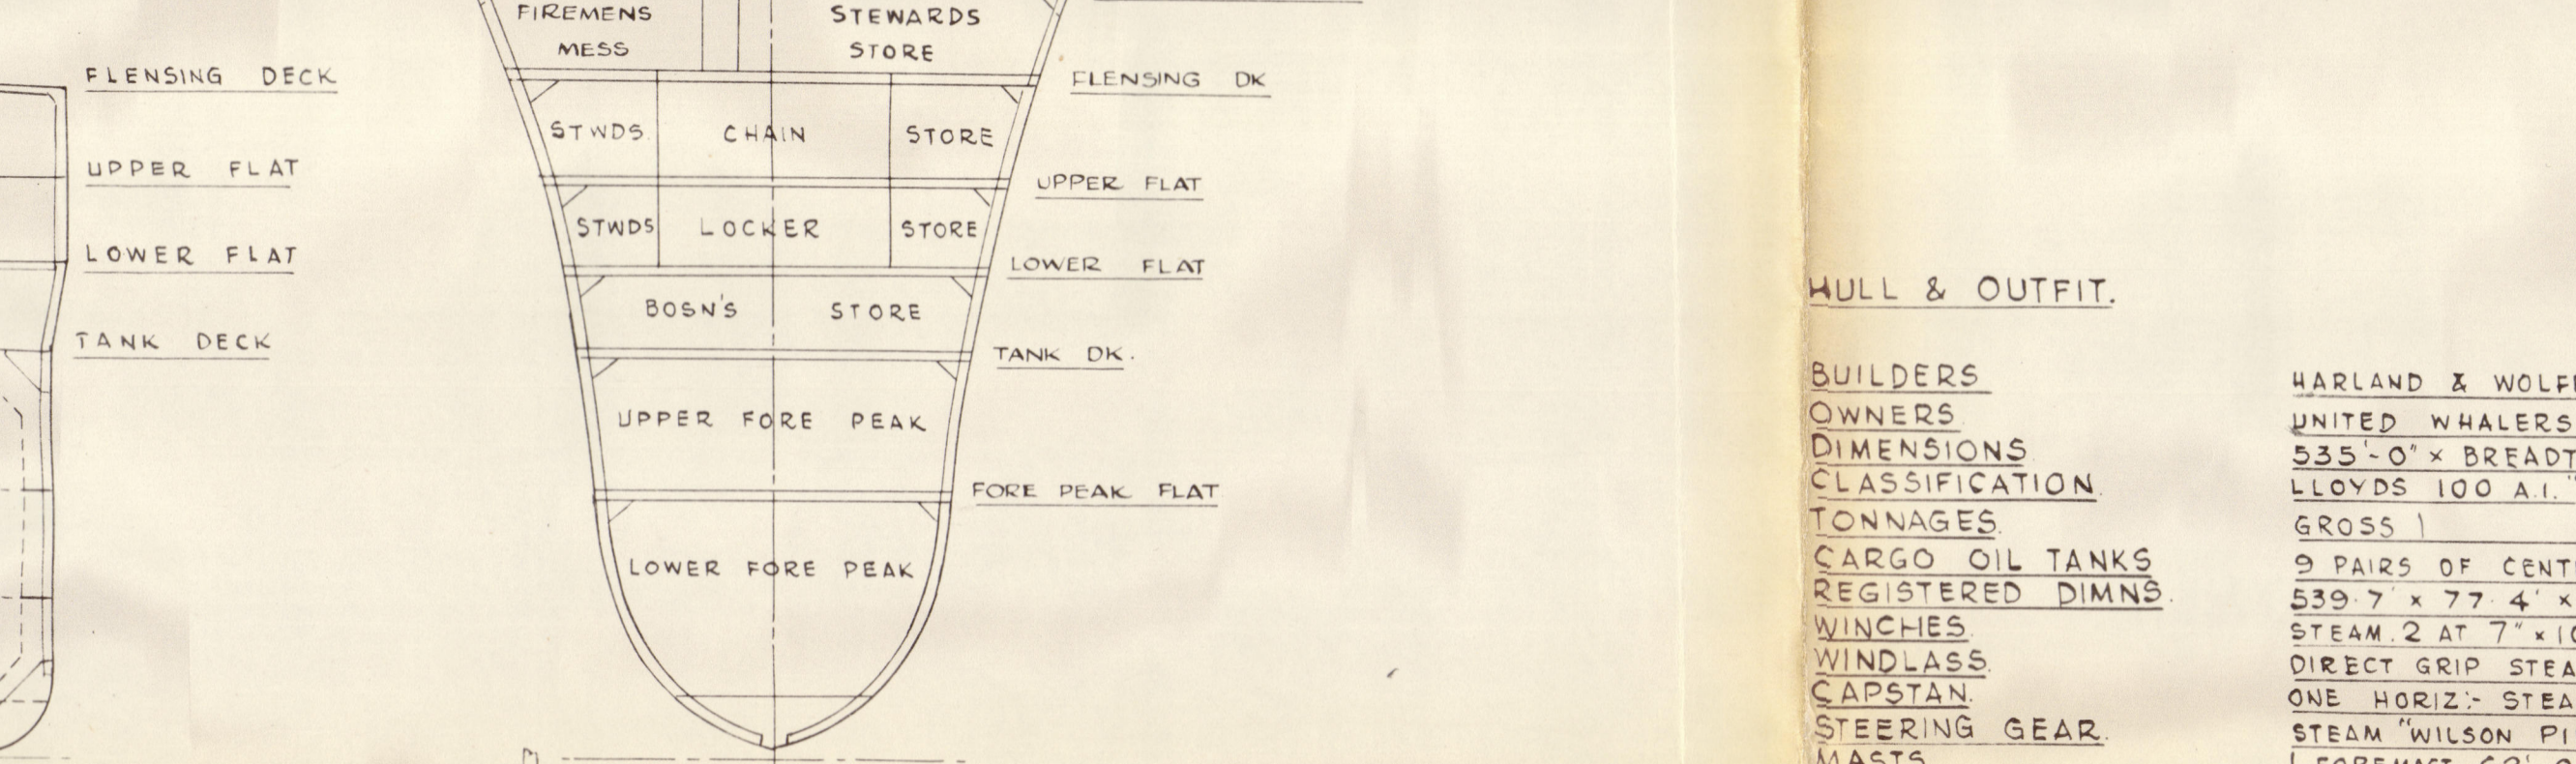 FLENSING DECK
UPPER FLAT
LOWER FLAT
TANK DECK
FIREMENS
MESS
STEWARDS
STORE
STWDS. CHAIN STORE
STWDS LOCKER STORE
BOSN'S STORE
UPPER FORE PEAK
LOWER FORE PEAK
FLENSING DK
UPPER FLAT
LOWER FLAT
TANK DK.
FORE PEAK FLAT
HULL & OUTFIT.
BUILDERS HARLAND & WOLF
OWNERS. UNITED WHALERS
DIMENSIONS 535'-0" x BREADT
CLASSIFICATION. LLOYDS 100 A.1. "
TONNAGES. GROSS 1
CARGO OIL TANKS 9 PAIRS OF CENT
REGISTERED DIMNS. 539.7' x 77.4' x
WINCHES. STEAM. 2 AT 7" x 10
WINDLASS. DIRECT GRIP STEA
CAPSTAN. ONE HORIZ:- STEA
STEERING GEAR. STEAM "WILSON PI
MASTS